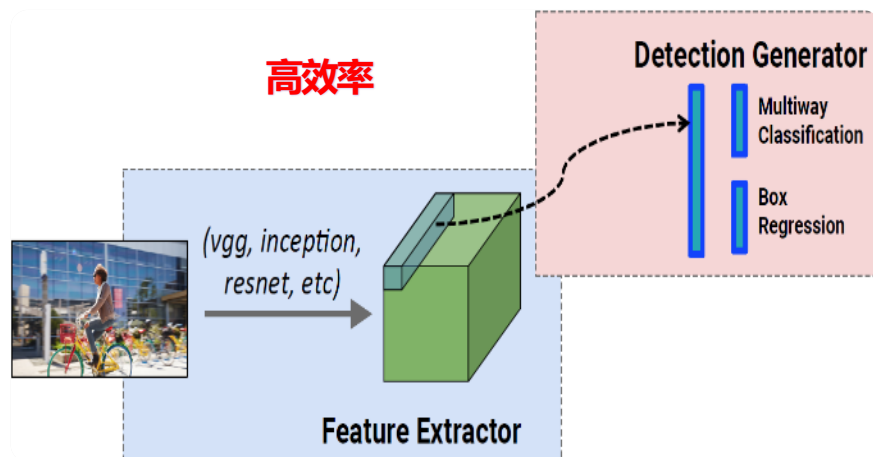 高效率
Detection Generator
Multiway
Classification
Box
Regression
(vgg, inception,
resnet, etc)
Feature Extractor